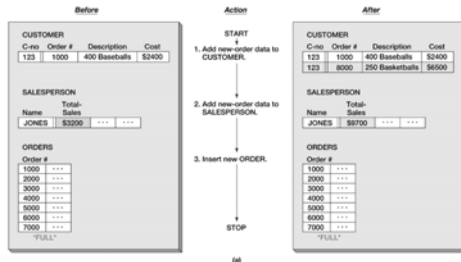 Before
CUSTOMER
C-no Order # Description Cost
123 1000 400 Baseballs $2400
SALESPERSON
Name Total-Sales
JONES $3200 ... ...
ORDERS
Order #
1000 ...
2000 ...
3000 ...
4000 ...
5000 ...
6000 ...
7000 ...
*FULL*
Action
START
1. Add new-order data to
CUSTOMER.
2. Add new-order data to
SALESPERSON.
3. Insert new ORDER.
STOP
After
CUSTOMER
C-no Order # Description Cost
123 1000 400 Baseballs $2400
123 8000 250 Basketballs $6500
SALESPERSON
Name Total-Sales
JONES $9700 ... ...
ORDERS
Order #
1000 ...
2000 ...
3000 ...
4000 ...
5000 ...
6000 ...
7000 ...
*FULL*
(a)